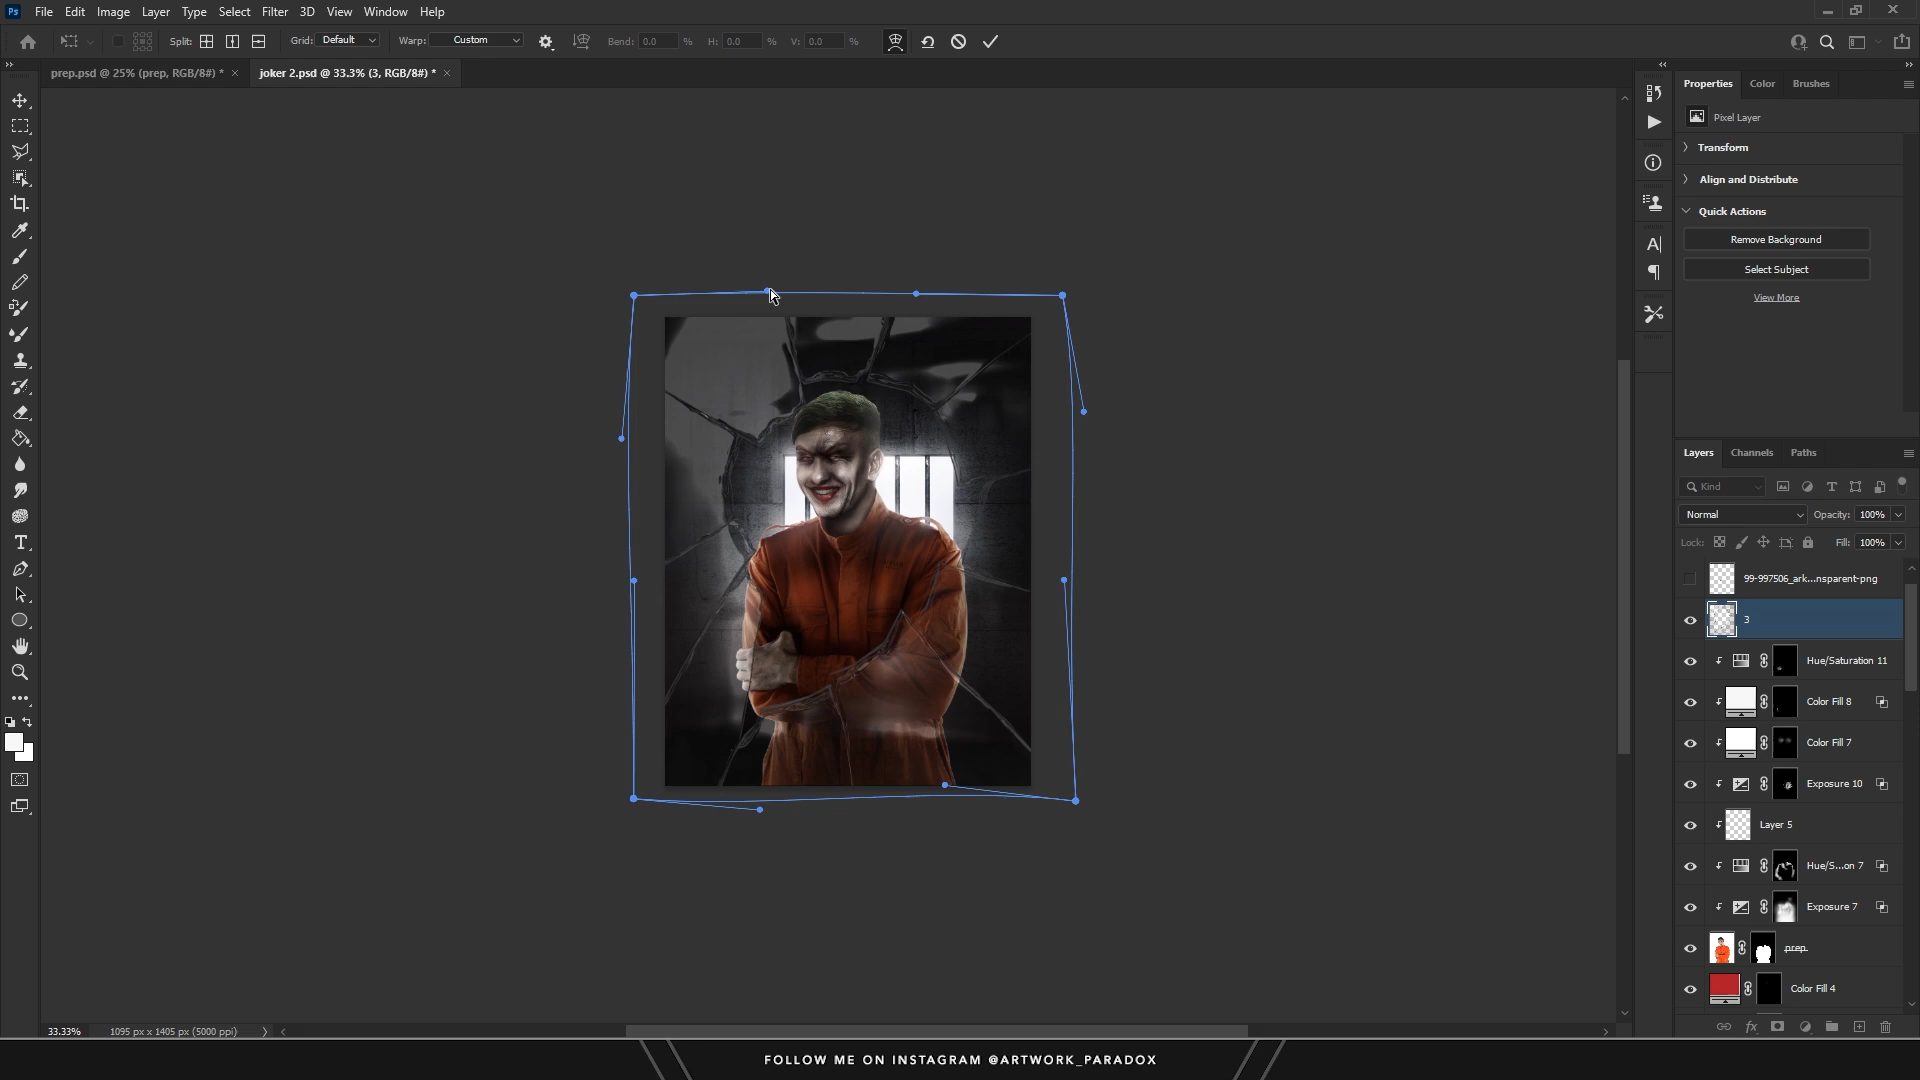 Ps File Edit Image Layer Type Select Filter 3D View Window Help
Split: Grid: Default Warp: Custom Bend: 0.0 % H: 0.0 % V: 0.0 %
prep.psd @ 25% (prep, RGB/8#) * × joker 2.psd @ 33.3% (3, RGB/8#) * ×
Properties Color Brushes
Pixel Layer
Transform
Align and Distribute
Quick Actions
Remove Background
Select Subject
View More
Layers Channels Paths
Kind
Normal Opacity: 100%
Lock: Fill: 100%
99-997506_ark...nsparent-png
3
Hue/Saturation 11
Color Fill 8
Color Fill 7
Exposure 10
Layer 5
Hue/S...on 7
Exposure 7
prep
Color Fill 4
33.33% 1095 px x 1405 px (5000 ppi)
FOLLOW ME ON INSTAGRAM @ARTWORK_PARADOX